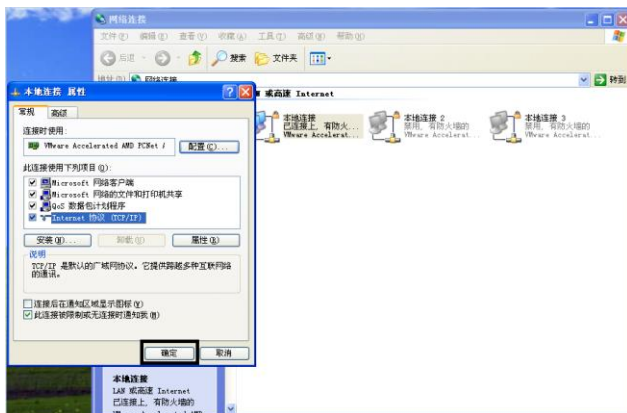 网络连接
文件(F) 编辑(E) 查看(V) 收藏(A) 工具(T) 高级(N) 帮助(H)
后退 搜索 文件夹
地址(D) 网络连接 转到
本地连接 属性
或高速 Internet
常规 高级
本地连接
已连接上, 有防火...
VMware Accelerat...
本地连接 2
禁用, 有防火墙的
VMware Accelerat...
本地连接 3
禁用, 有防火墙的
VMware Accelerat...
连接时使用:
VMware Accelerated AMD PCNet A 配置(C)...
此连接使用下列项目(O):
Microsoft 网络客户端
Microsoft 网络的文件和打印机共享
QoS 数据包计划程序
Internet 协议 (TCP/IP)
安装(N)... 卸载(U) 属性(R)
说明
TCP/IP 是默认的广域网协议。它提供跨越多种互联网络
的通讯。
连接后在通知区域显示图标(W)
此连接被限制或无连接时通知我(M)
确定 取消
本地连接
LAN 或高速 Internet
已连接上, 有防火墙的